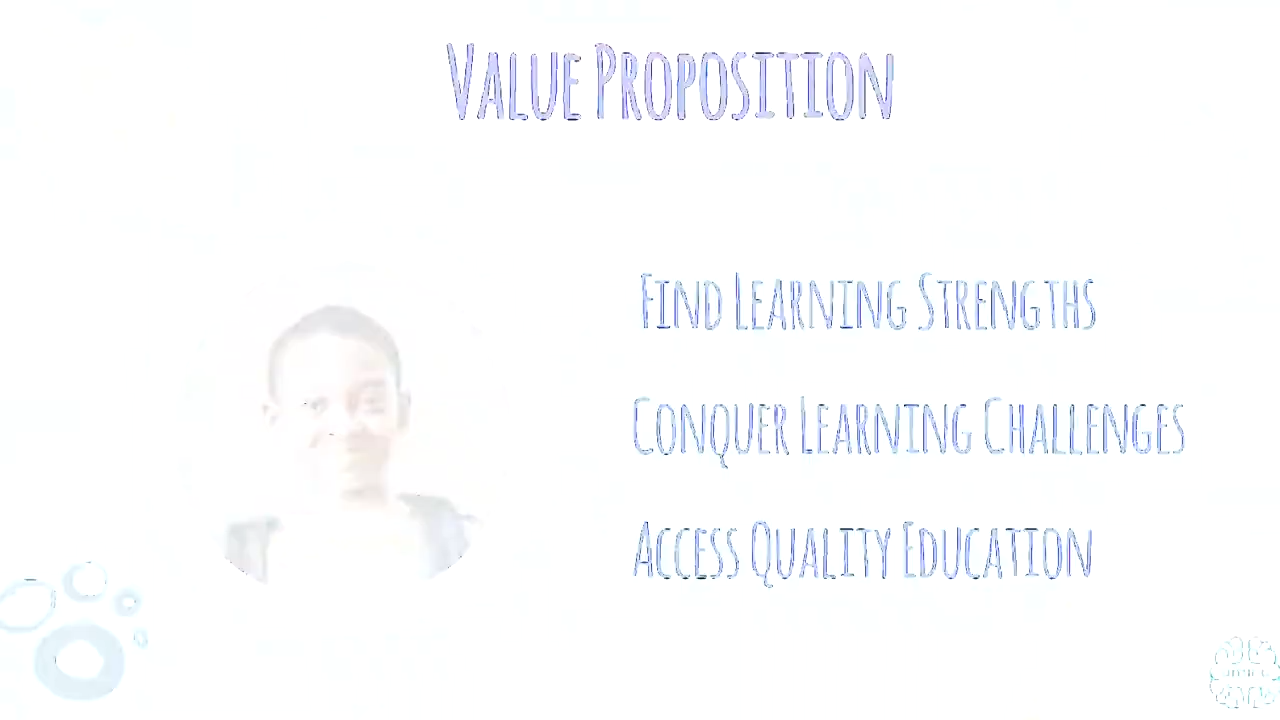 Value Proposition
Find Learning Strengths
Conquer Learning Challenges
Access Quality Education